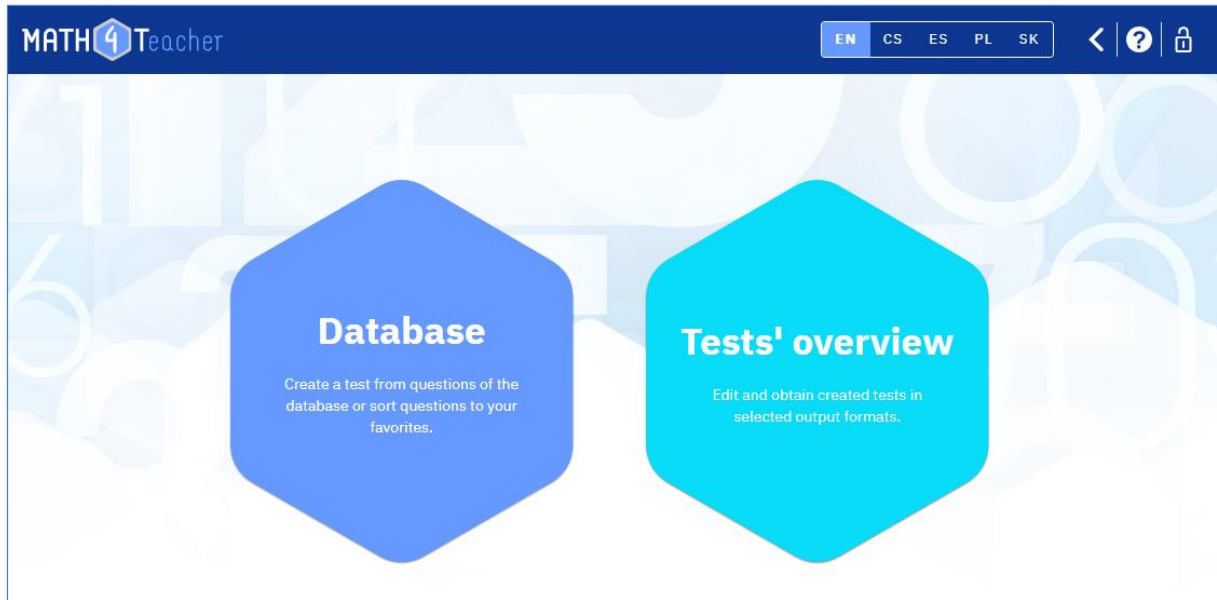 MATH4Teacher
EN CS ES PL SK
?
Database
Create a test from questions of the
database or sort questions to your
favorites.
Tests' overview
Edit and obtain created tests in
selected output formats.